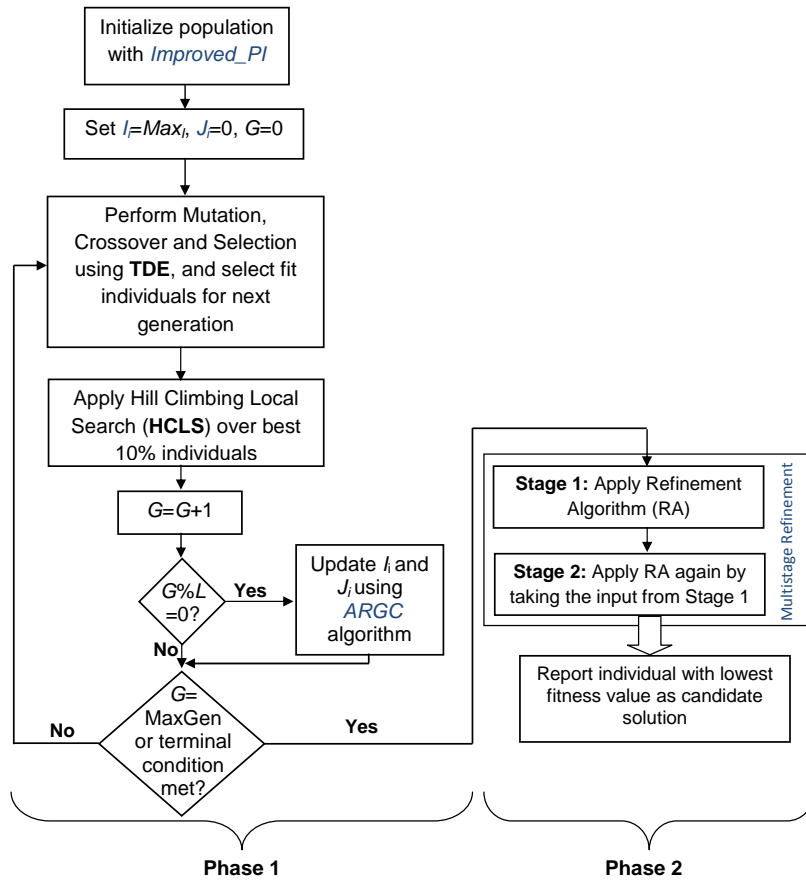 Initialize population
with Improved_PI
Set Iᵢ=Maxₗ, Jᵢ=0, G=0
Perform Mutation,
Crossover and Selection
using TDE, and select fit
individuals for next
generation
Apply Hill Climbing Local
Search (HCLS) over best
10% individuals
G=G+1
G%L
=0?
Yes
No
Update Iᵢ and
Jᵢ using
ARGC
algorithm
G=
MaxGen
or terminal
condition
met?
No
Yes
Phase 1
Stage 1: Apply Refinement
Algorithm (RA)
Stage 2: Apply RA again by
taking the input from Stage 1
Multistage Refinement
Report individual with lowest
fitness value as candidate
solution
Phase 2